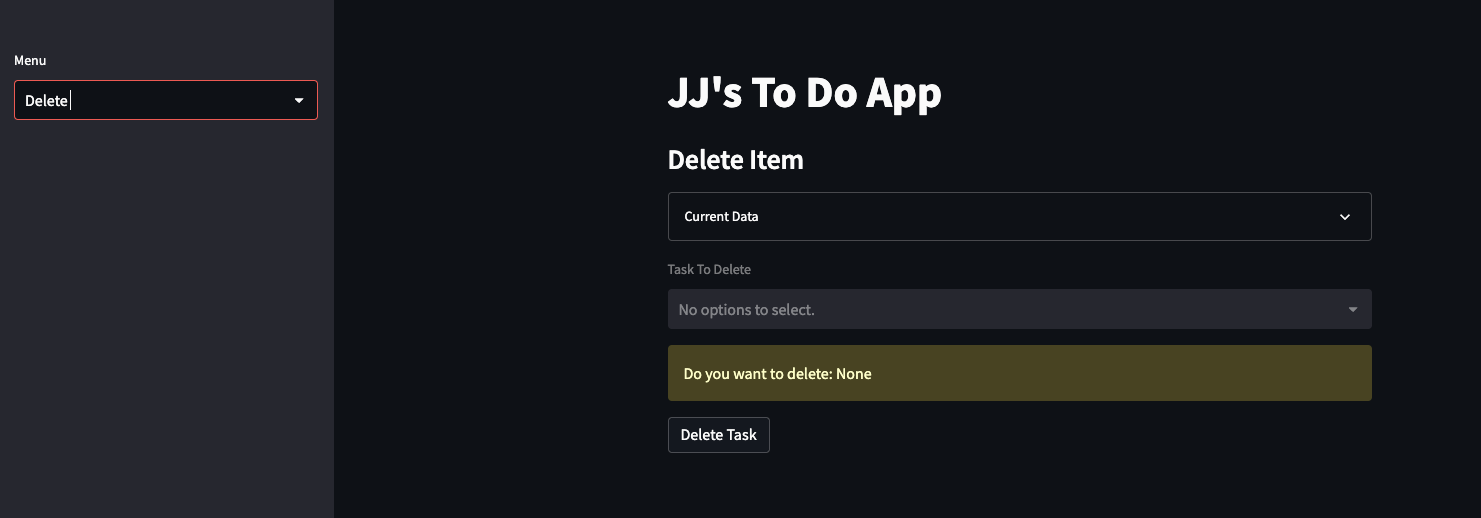 Menu
Delete
JJ's To Do App
Delete Item
Current Data
Task To Delete
No options to select.
Do you want to delete: None
Delete Task